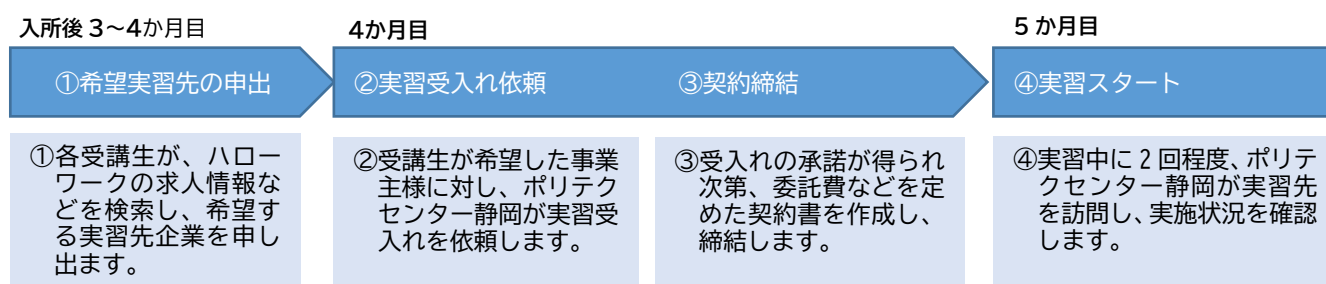 入所後 3～4か月目
4か月目
5 か月目
①希望実習先の申出
②実習受入れ依頼
③契約締結
④実習スタート
①各受講生が、ハロー
ワークの求人情報な
どを検索し、希望す
る実習先企業を申し
出ます。
②受講生が希望した事業
主様に対し、ポリテク
センター静岡が実習受
入れを依頼します。
③受入れの承諾が得られ
次第、委託費などを定
めた契約書を作成し、
締結します。
④実習中に 2 回程度、ポリテ
クセンター静岡が実習先
を訪問し、実施状況を確認
します。